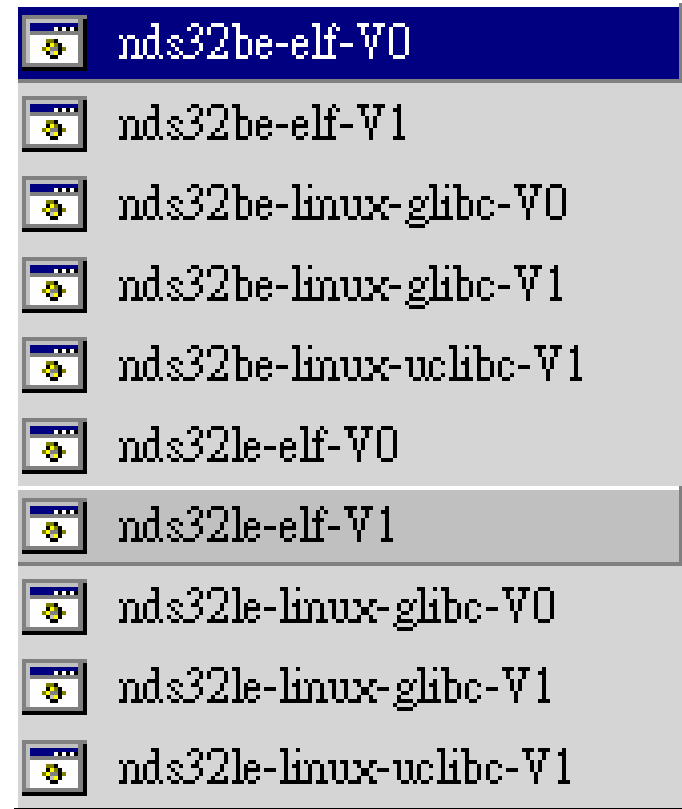 nds32be-elf-V0
nds32be-elf-V1
nds32be-linux-glibc-V0
nds32be-linux-glibc-V1
nds32be-linux-uclibc-V1
nds32le-elf-V0
nds32le-elf-V1
nds32le-linux-glibc-V0
nds32le-linux-glibc-V1
nds32le-linux-uclibc-V1